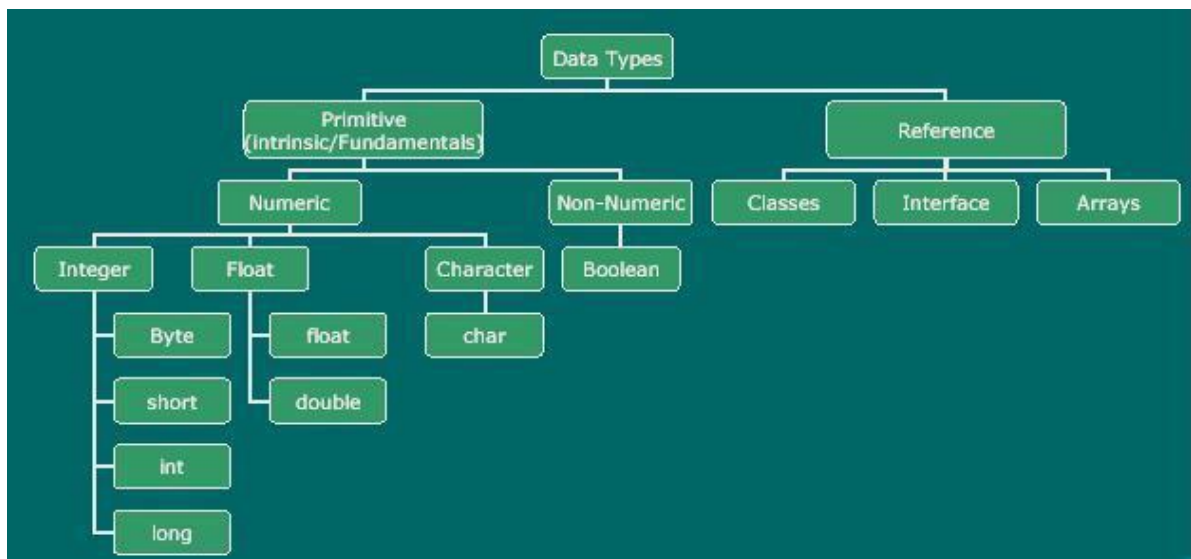 Data Types
Primitive
(intrinsic/Fundamentals)
Reference
Numeric
Non-Numeric
Classes
Interface
Arrays
Integer
Float
Character
Boolean
Byte
float
char
short
double
int
long